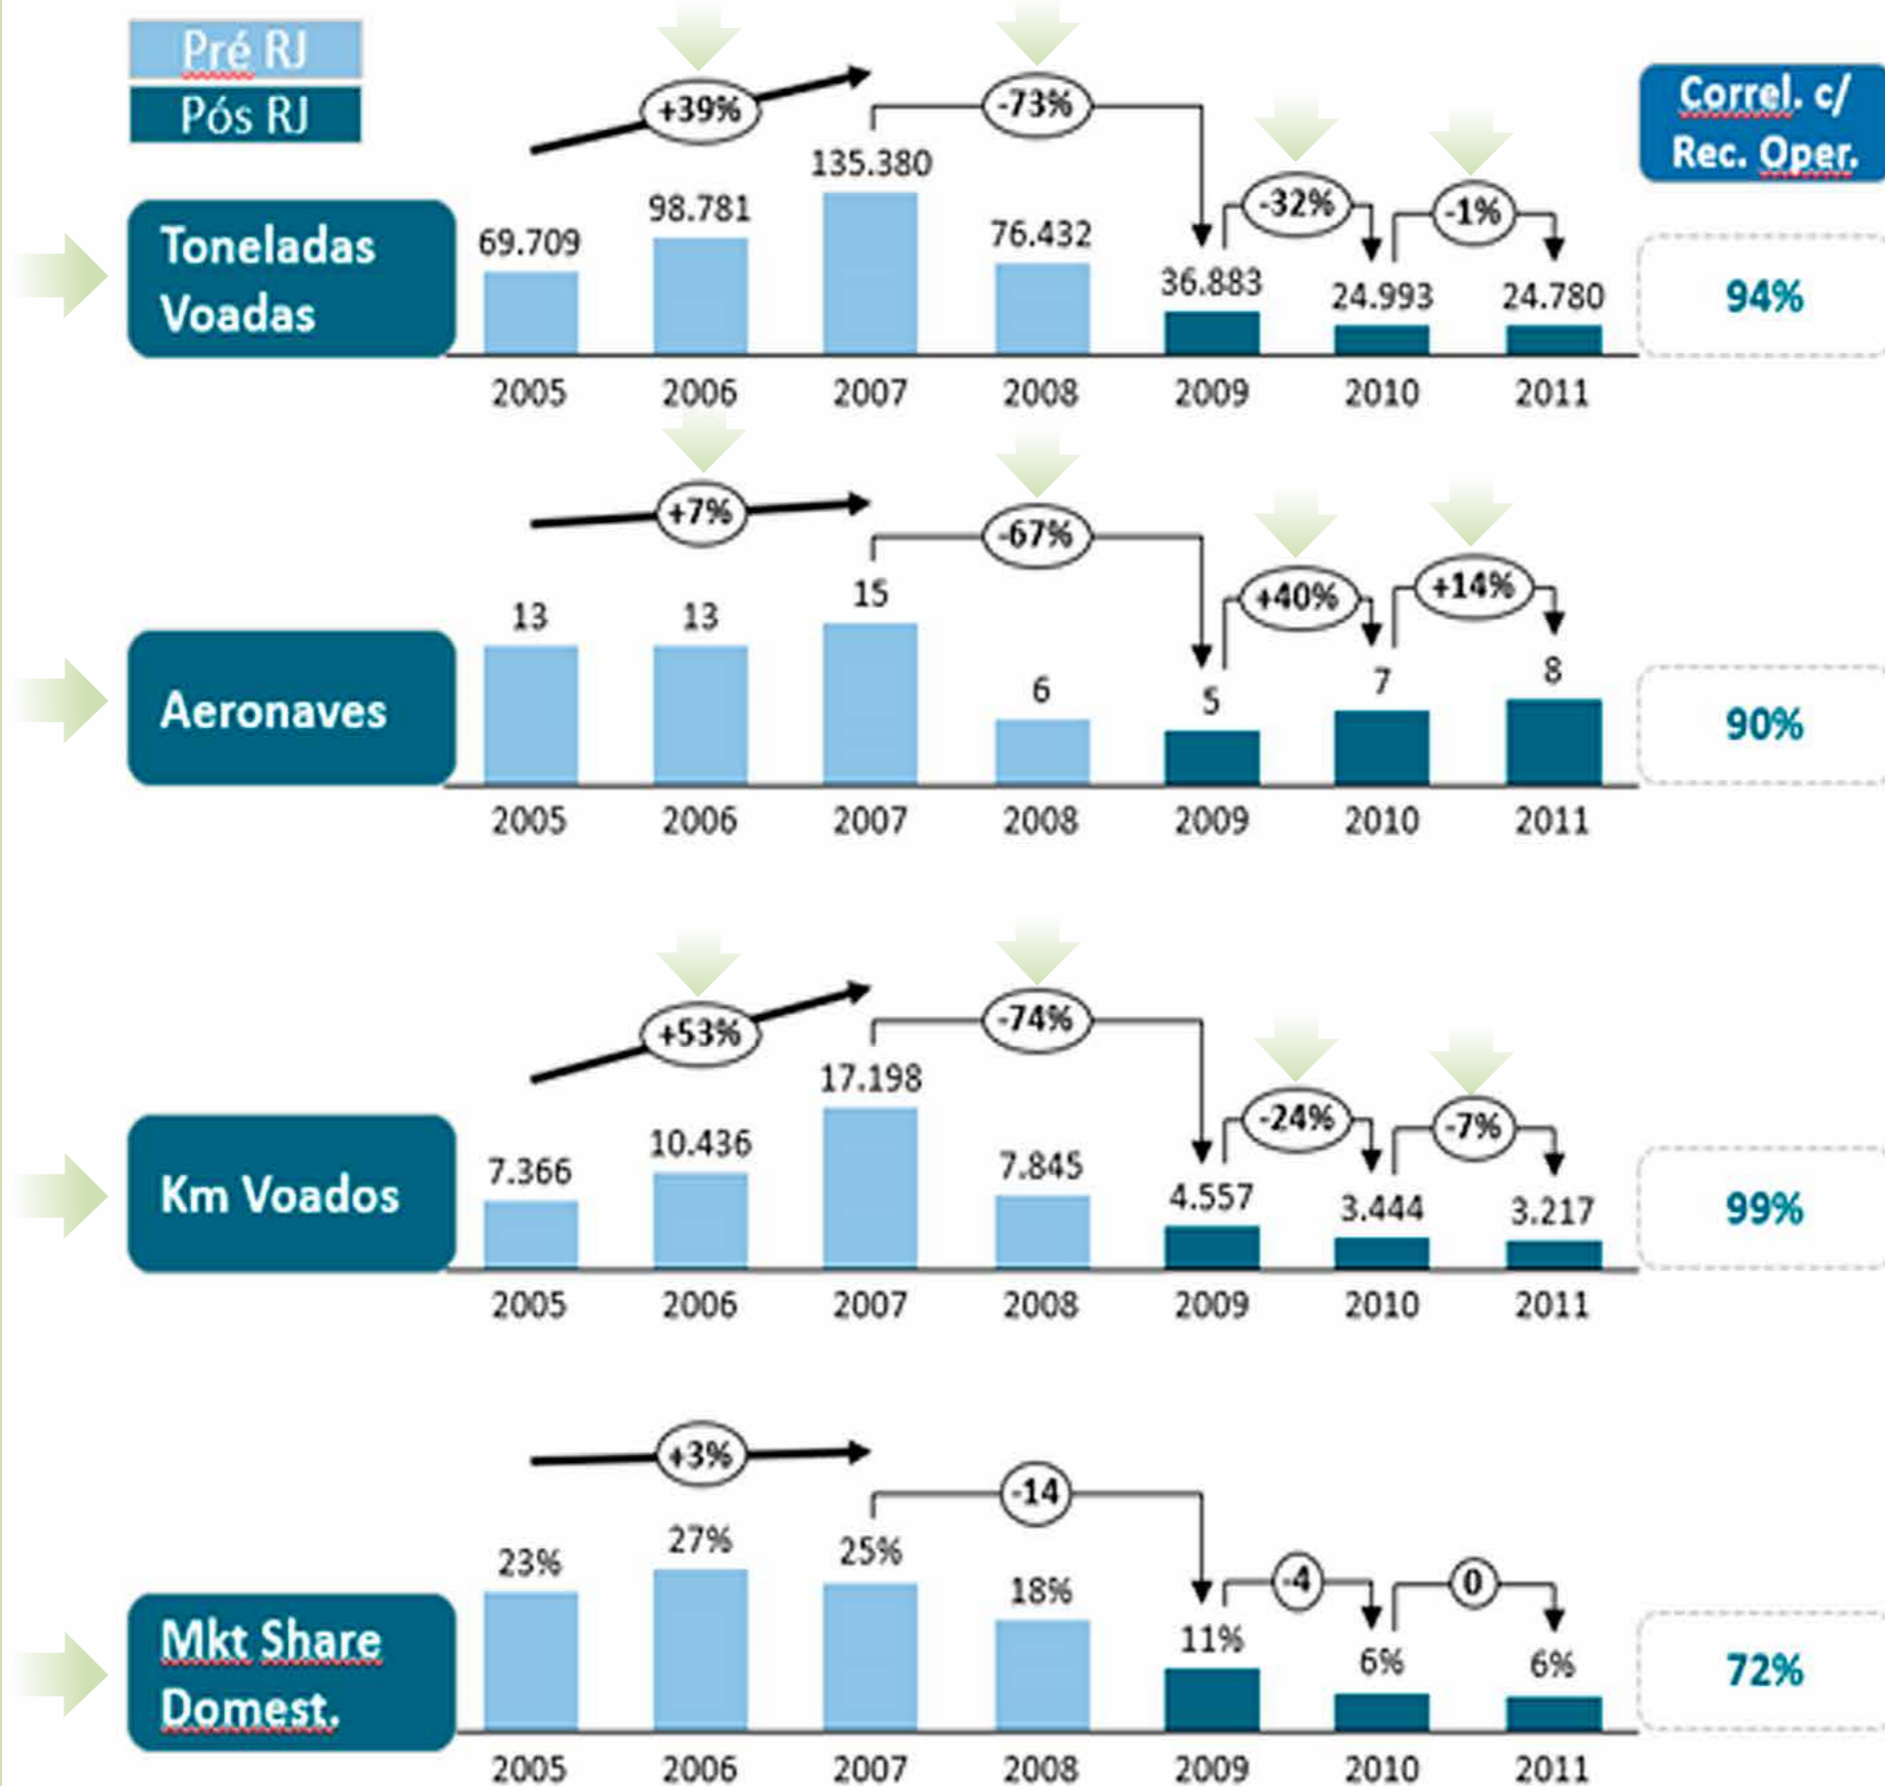 Pré RJ
Pós RJ
Correl. c/
Rec. Oper.
+39%
-73%
-32%
-1%
Toneladas
Voadas
69.709 98.781 135.380 76.432 36.883 24.993 24.780
94%
2005 2006 2007 2008 2009 2010 2011
+7%
-67%
+40%
+14%
Aeronaves
13 13 15 6 5 7 8
90%
2005 2006 2007 2008 2009 2010 2011
+53%
-74%
-24%
-7%
Km Voados
7.366 10.436 17.198 7.845 4.557 3.444 3.217
99%
2005 2006 2007 2008 2009 2010 2011
+3%
-14
-4
0
Mkt Share
Domest.
23% 27% 25% 18% 11% 6% 6%
72%
2005 2006 2007 2008 2009 2010 2011